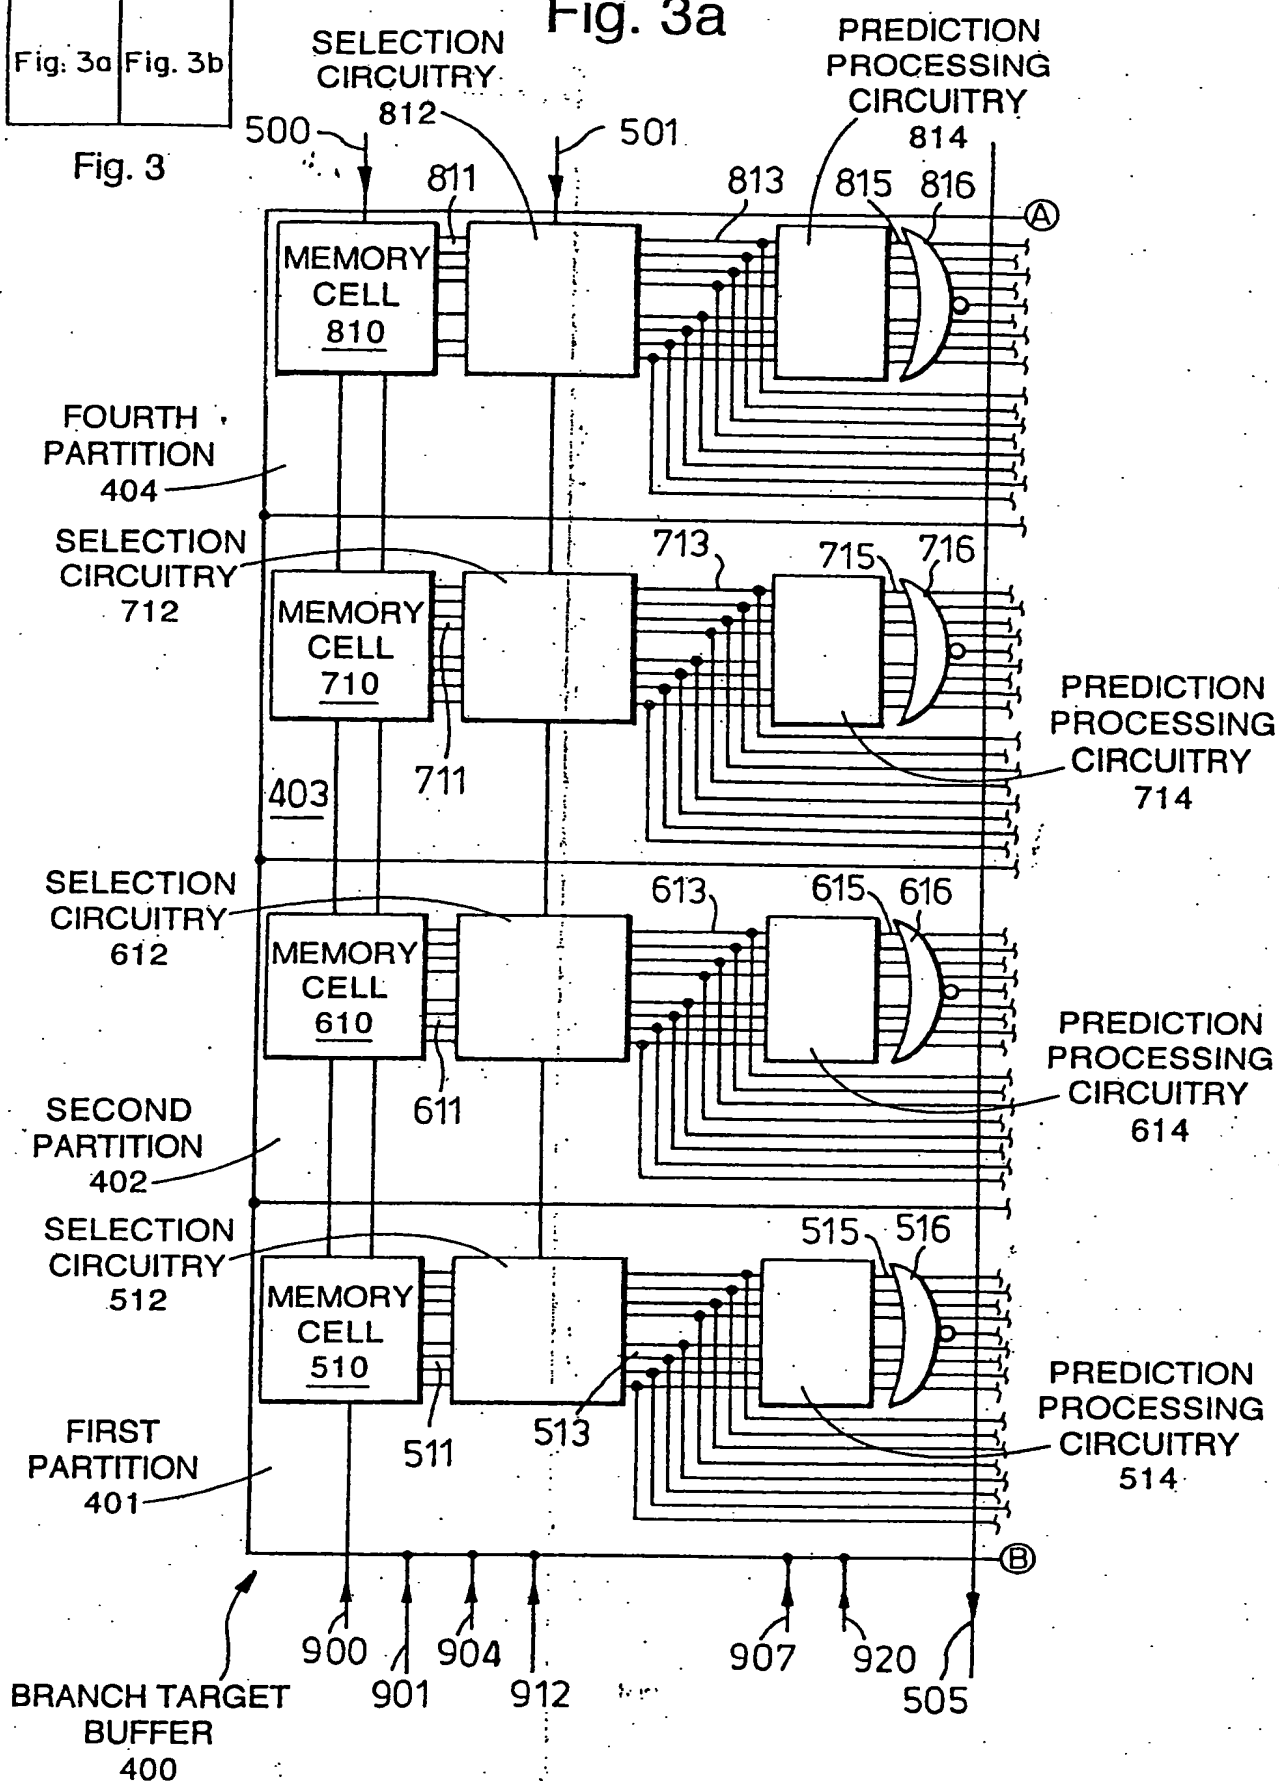 Fig. 3a
Fig. 3a
Fig. 3b
Fig. 3
SELECTION
CIRCUITRY
812
PREDICTION
PROCESSING
CIRCUITRY
814
500
501
811
813
815
816
A
MEMORY
CELL
810
FOURTH
PARTITION
404
SELECTION
CIRCUITRY
712
713
715
716
MEMORY
CELL
710
711
403
PREDICTION
PROCESSING
CIRCUITRY
714
SELECTION
CIRCUITRY
612
613
615
616
MEMORY
CELL
610
611
PREDICTION
PROCESSING
CIRCUITRY
614
SECOND
PARTITION
402
SELECTION
CIRCUITRY
512
515
516
MEMORY
CELL
510
511
513
PREDICTION
PROCESSING
CIRCUITRY
514
FIRST
PARTITION
401
B
900
901
904
912
907
920
505
BRANCH TARGET
BUFFER
400